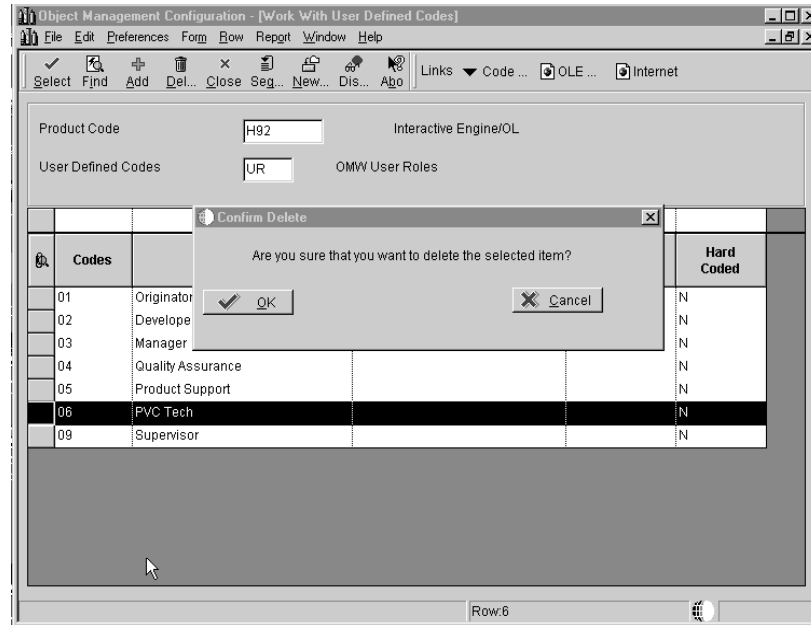 Object Management Configuration - [Work With User Defined Codes]
File Edit Preferences Form Row Report Window Help
Select Find Add Del... Close Seq... New... Dis... Abo Links Code ... OLE ... Internet
Product Code H92 Interactive Engine/OL
User Defined Codes UR OMW User Roles
Confirm Delete
Are you sure that you want to delete the selected item?
OK Cancel
Codes Hard Coded
01 Originator N
02 Develope N
03 Manager N
04 Quality Assurance N
05 Product Support N
06 PVC Tech N
09 Supervisor N
Row:6